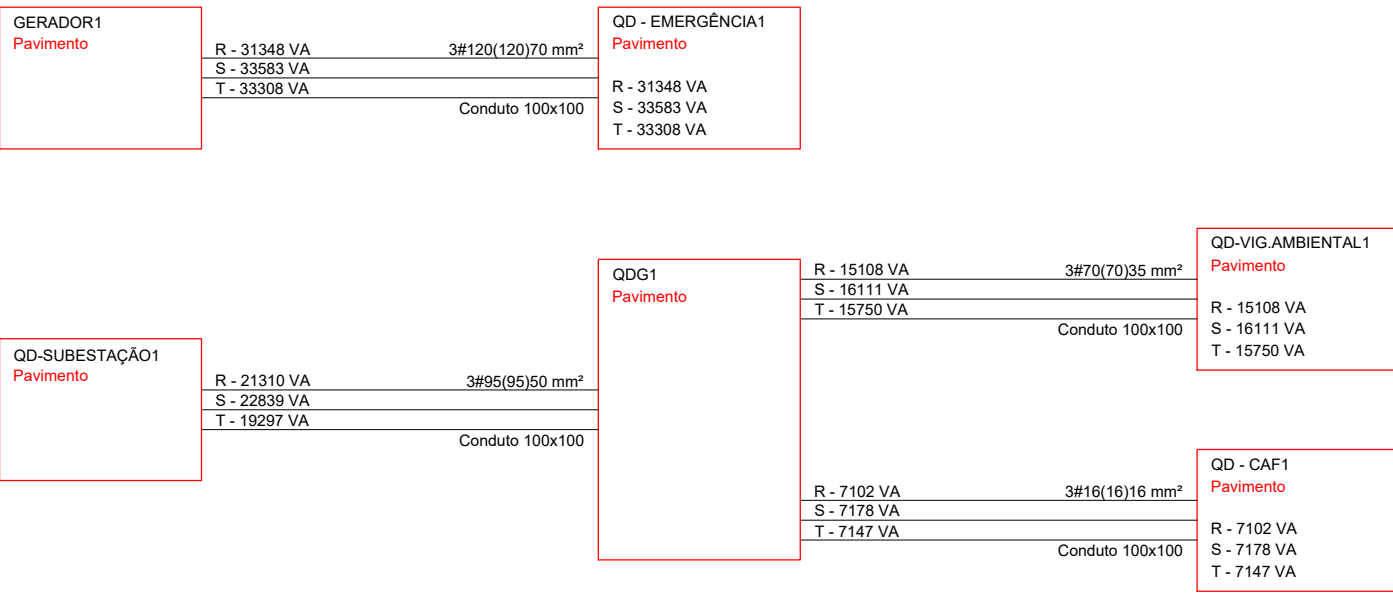 GERADOR1
Pavimento
R - 31348 VA
3#120(120)70 mm²
S - 33583 VA
T - 33308 VA
Conduto 100x100
QD - EMERGÊNCIA1
Pavimento
R - 31348 VA
S - 33583 VA
T - 33308 VA
QD-SUBESTAÇÃO1
Pavimento
R - 21310 VA
3#95(95)50 mm²
S - 22839 VA
T - 19297 VA
Conduto 100x100
QDG1
Pavimento
R - 15108 VA
3#70(70)35 mm²
S - 16111 VA
T - 15750 VA
Conduto 100x100
QD-VIG.AMBIENTAL1
Pavimento
R - 15108 VA
S - 16111 VA
T - 15750 VA
R - 7102 VA
3#16(16)16 mm²
S - 7178 VA
T - 7147 VA
Conduto 100x100
QD - CAF1
Pavimento
R - 7102 VA
S - 7178 VA
T - 7147 VA